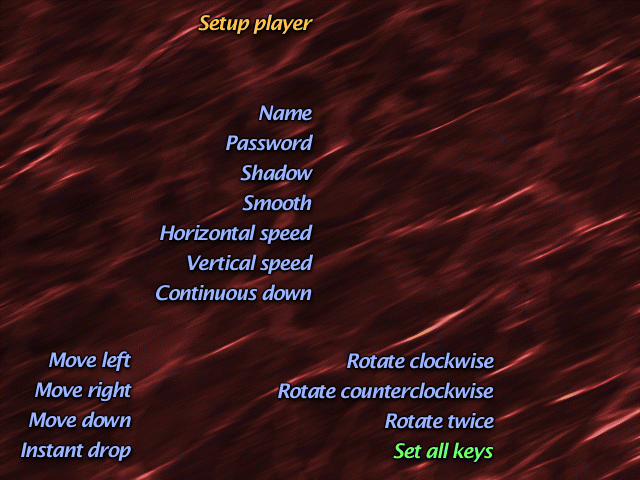 Setup player
Name
Password
Shadow
Smooth
Horizontal speed
Vertical speed
Continuous down
Move left
Move right
Move down
Instant drop
Rotate clockwise
Rotate counterclockwise
Rotate twice
Set all keys